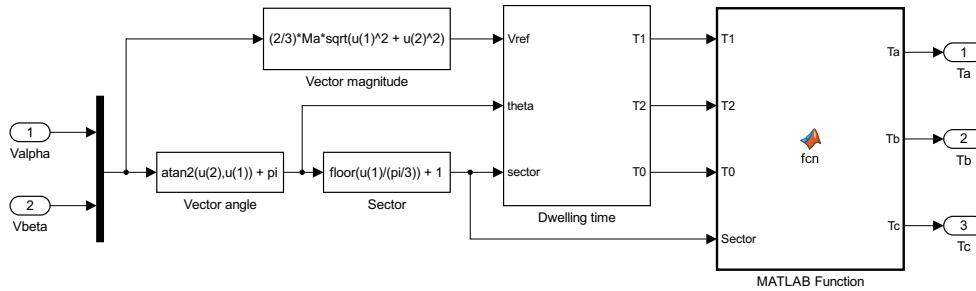 (2/3)*Ma*sqrt(u(1)^2 + u(2)^2)
Vector magnitude
1
Valpha
2
Vbeta
atan2(u(2),u(1)) + pi
Vector angle
floor(u(1)/(pi/3)) + 1
Sector
Vref
theta
sector
T1
T2
T0
Dwelling time
T1
T2
T0
Sector
fcn
Ta
Tb
Tc
MATLAB Function
1
Ta
2
Tb
3
Tc